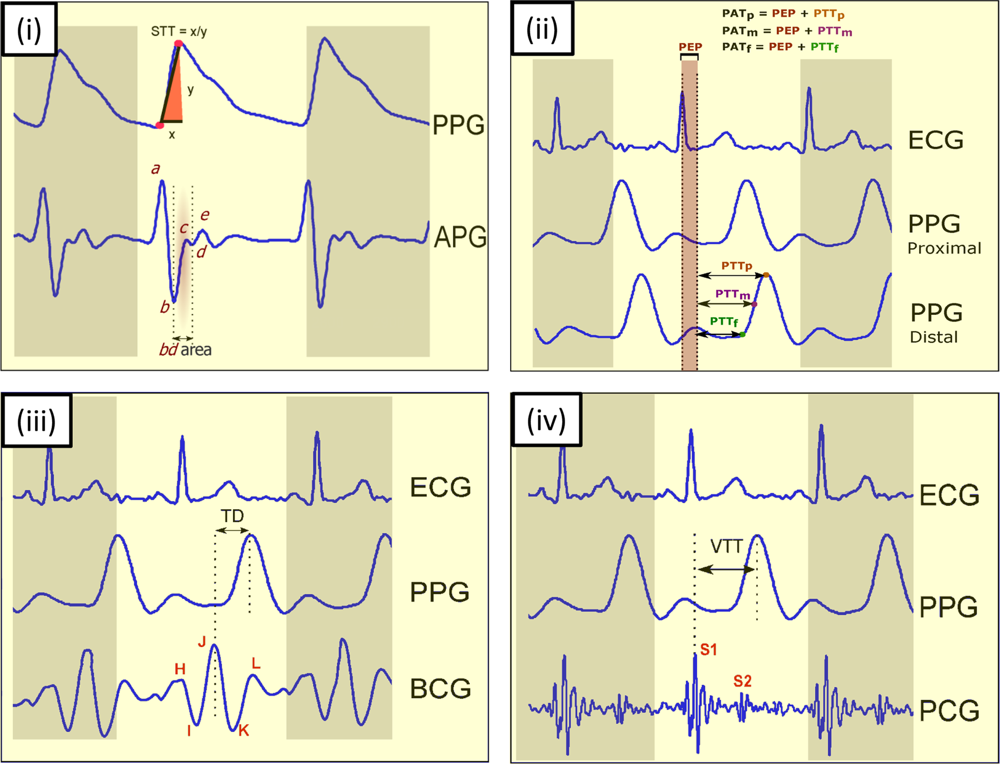 (i)
STT = x/y
y
x
PPG
a
c
e
d
b
APG
bd area
(ii)
PATp = PEP + PTTp
PATm = PEP + PTTm
PATf = PEP + PTTf
PEP
ECG
PPG
Proximal
PTTp
PTTm
PTTf
PPG
Distal
(iii)
ECG
TD
PPG
J
H
L
I
K
BCG
(iv)
ECG
VTT
PPG
S1
S2
PCG